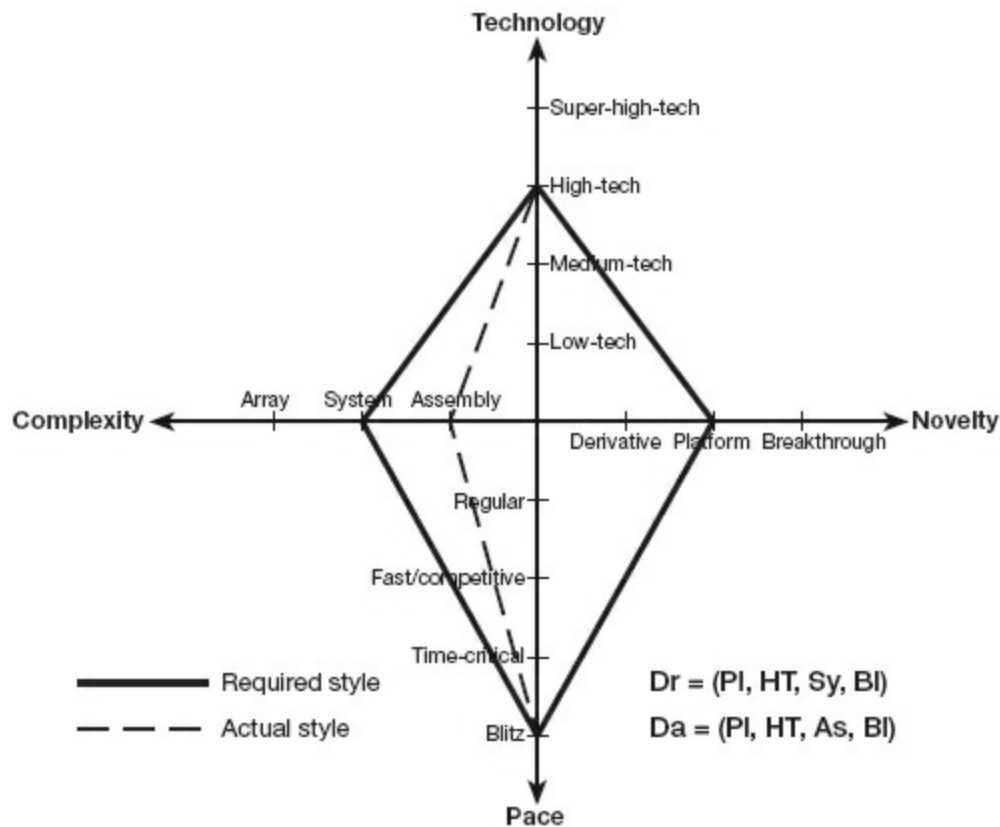 Technology
Super-high-tech
High-tech
Medium-tech
Low-tech
Array System Assembly
Complexity
Novelty
Derivative Platform Breakthrough
Regular
Fast/competitive
Time-critical
Required style
Dr = (Pl, HT, Sy, Bl)
Actual style
Da = (Pl, HT, As, Bl)
Blitz
Pace